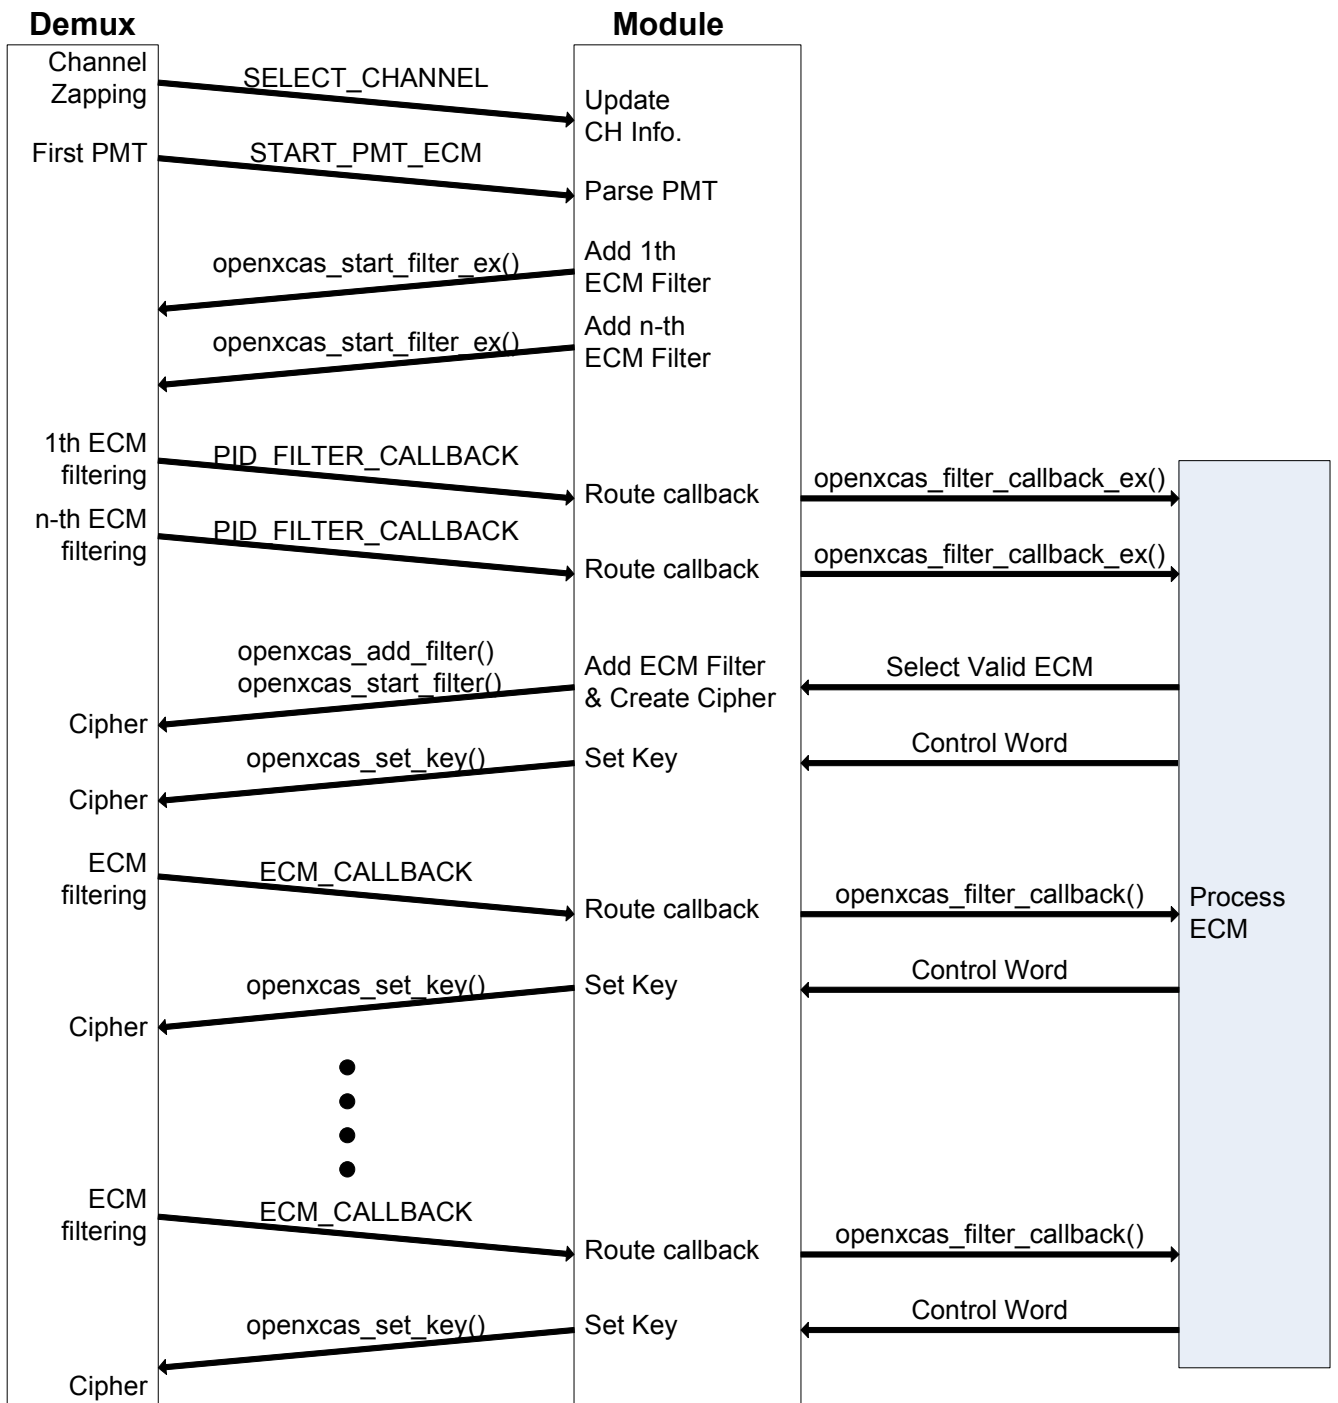 Demux
Module
Channel
Zapping
SELECT_CHANNEL
Update
CH Info.
First PMT
START_PMT_ECM
Parse PMT
openxcas_start_filter_ex()
Add 1th
ECM Filter
openxcas_start_filter_ex()
Add n-th
ECM Filter
1th ECM
filtering
PID_FILTER_CALLBACK
Route callback
openxcas_filter_callback_ex()
n-th ECM
filtering
PID_FILTER_CALLBACK
Route callback
openxcas_filter_callback_ex()
openxcas_add_filter()
openxcas_start_filter()
Add ECM Filter
& Create Cipher
Select Valid ECM
Cipher
openxcas_set_key()
Set Key
Control Word
Cipher
ECM
filtering
ECM_CALLBACK
Route callback
openxcas_filter_callback()
Process
ECM
openxcas_set_key()
Set Key
Control Word
Cipher
ECM
filtering
ECM_CALLBACK
Route callback
openxcas_filter_callback()
openxcas_set_key()
Set Key
Control Word
Cipher